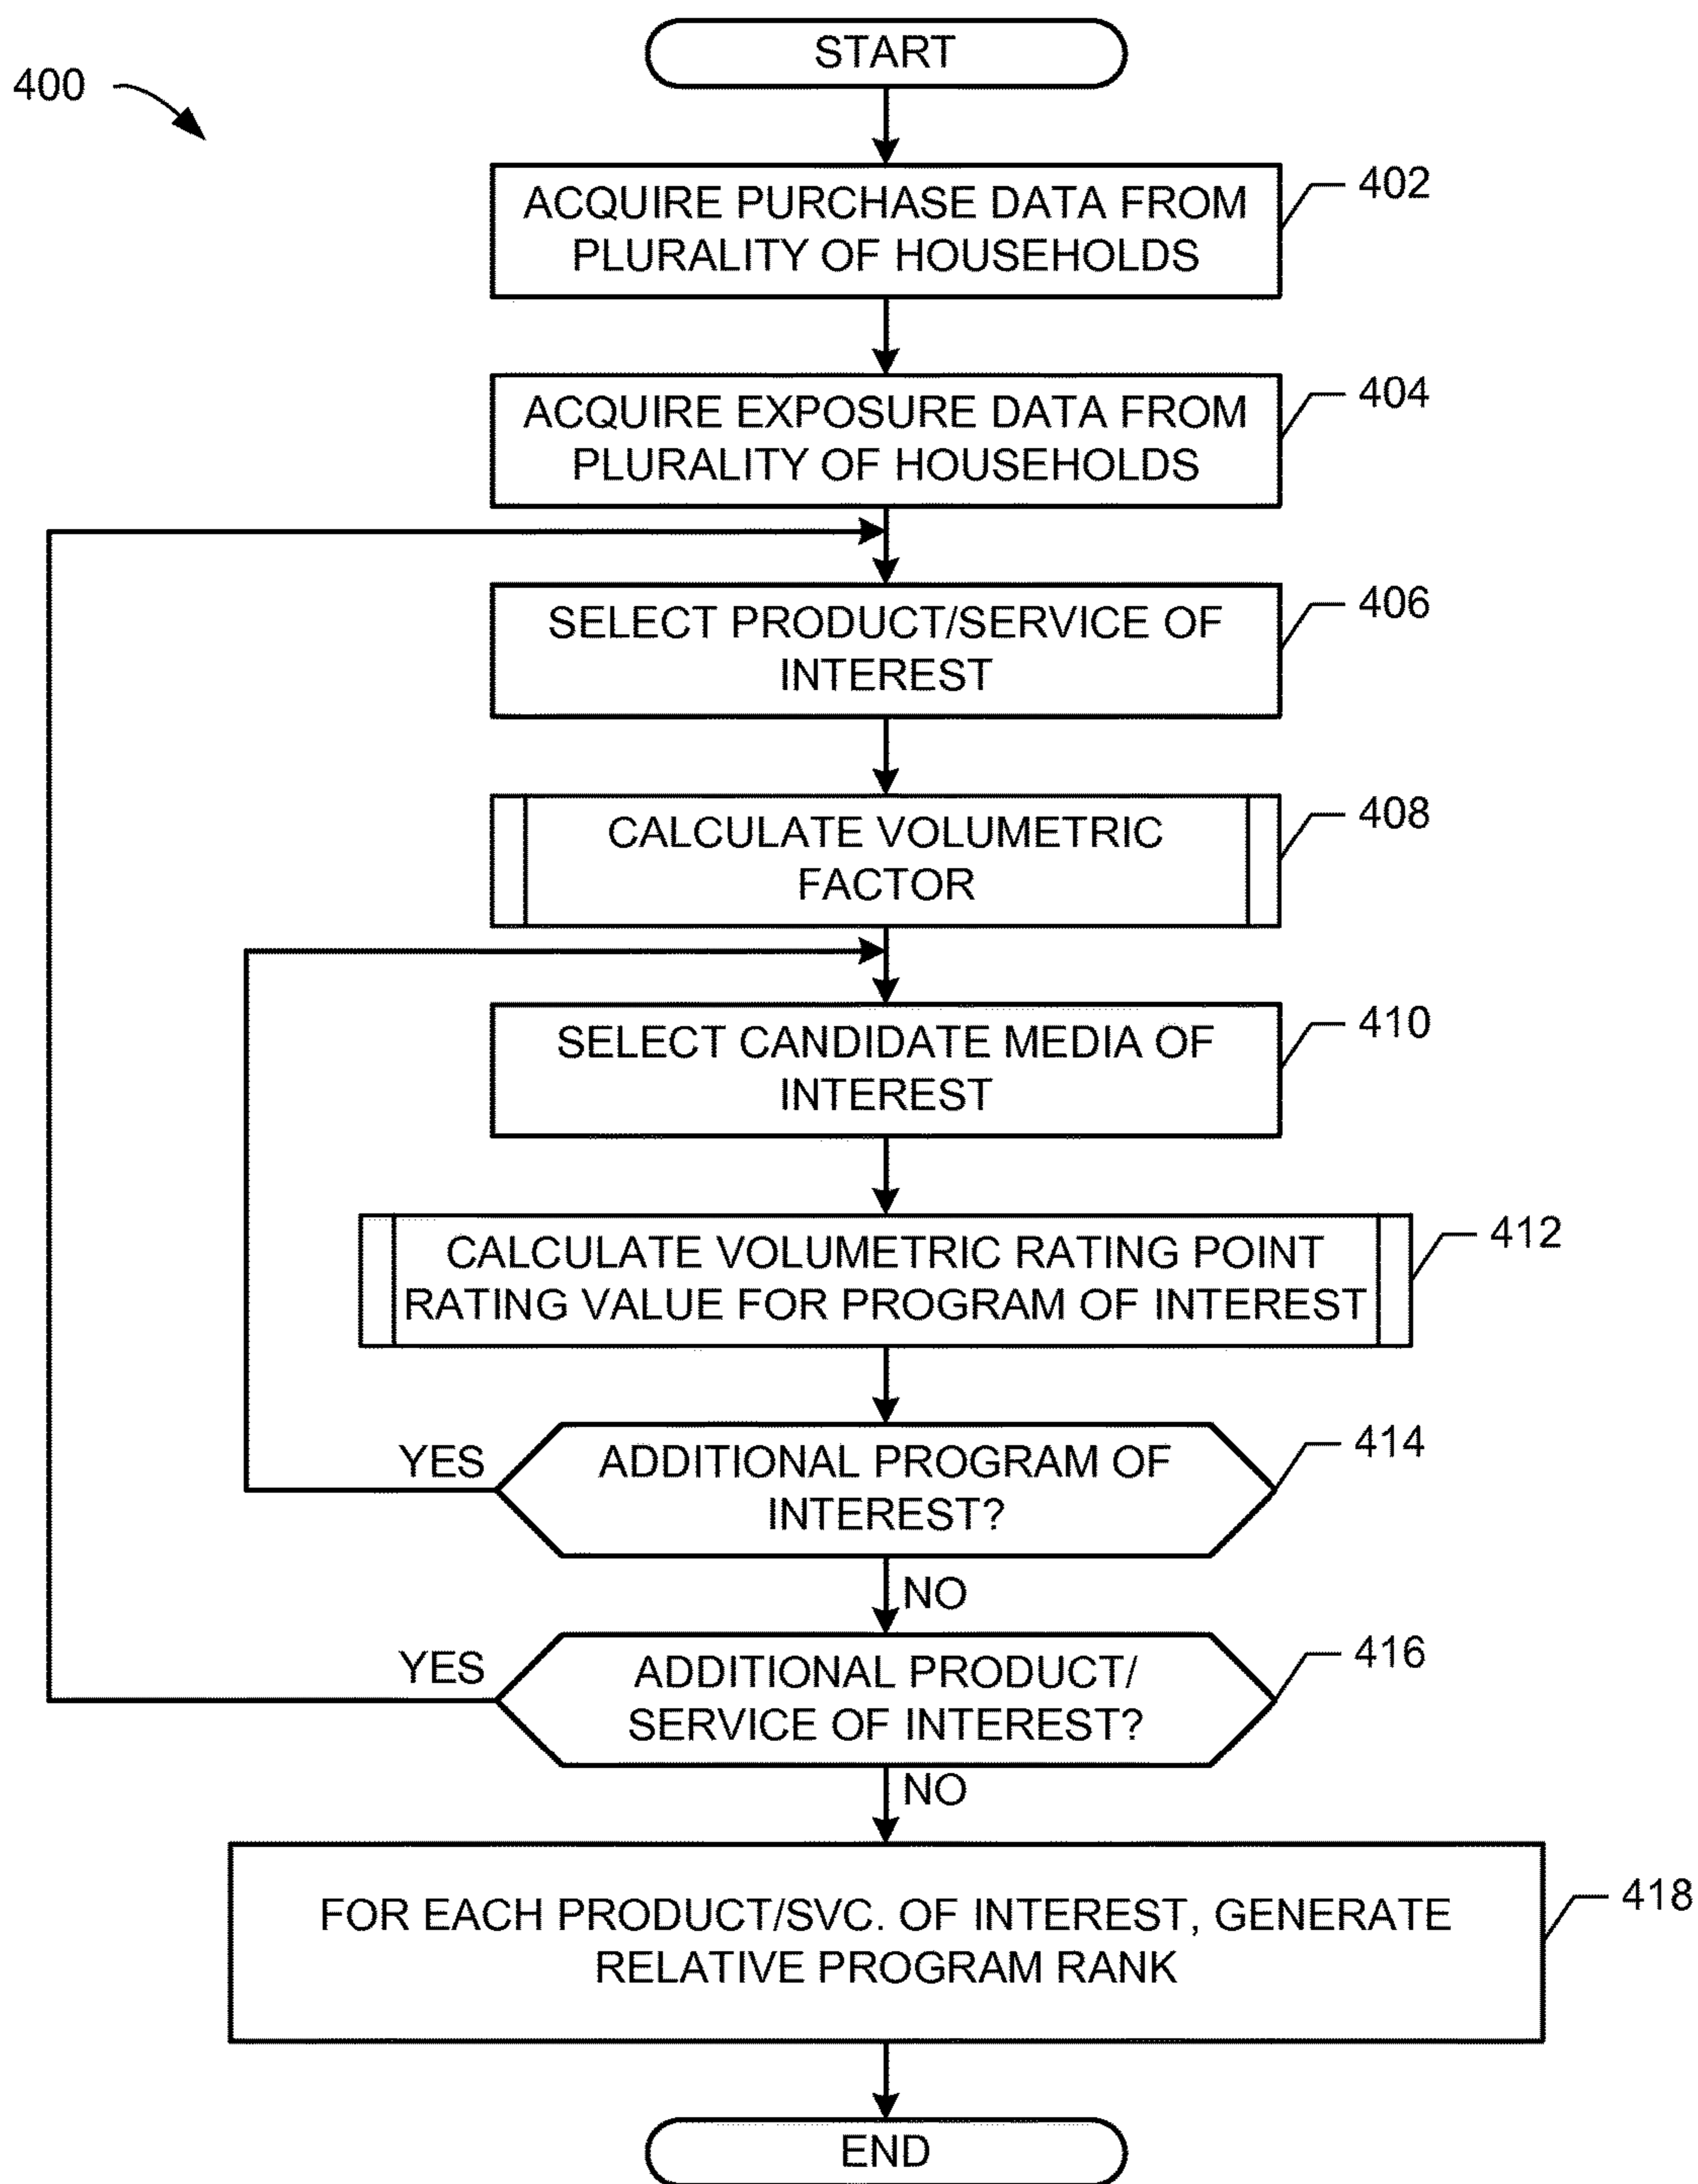 START
400
ACQUIRE PURCHASE DATA FROM
PLURALITY OF HOUSEHOLDS
402
ACQUIRE EXPOSURE DATA FROM
PLURALITY OF HOUSEHOLDS
404
SELECT PRODUCT/SERVICE OF
INTEREST
406
CALCULATE VOLUMETRIC
FACTOR
408
SELECT CANDIDATE MEDIA OF
INTEREST
410
CALCULATE VOLUMETRIC RATING POINT
RATING VALUE FOR PROGRAM OF INTEREST
412
YES
ADDITIONAL PROGRAM OF
INTEREST?
414
NO
YES
ADDITIONAL PRODUCT/
SERVICE OF INTEREST?
416
NO
FOR EACH PRODUCT/SVC. OF INTEREST, GENERATE
RELATIVE PROGRAM RANK
418
END